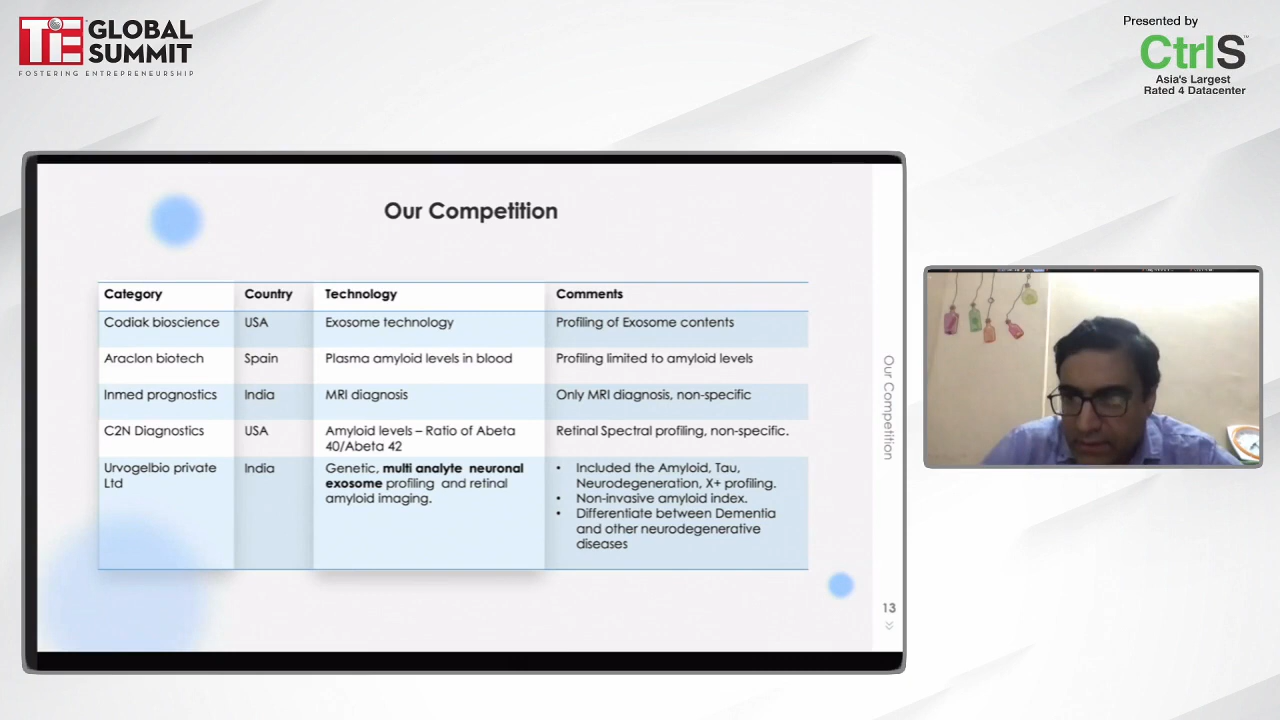 TiE GLOBAL
SUMMIT
FOSTERING ENTREPRENEURSHIP
Presented by
CtrlS™
Asia's Largest
Rated 4 Datacenter
Our Competition
Category Country Technology Comments
Codiak bioscience USA Exosome technology Profiling of Exosome contents
Araclon biotech Spain Plasma amyloid levels in blood Profiling limited to amyloid levels
Inmed prognostics India MRI diagnosis Only MRI diagnosis, non-specific
C2N Diagnostics USA Amyloid levels – Ratio of Abeta Retinal Spectral profiling, non-specific.
40/Abeta 42
Urvogelbio private India Genetic, multi analyte neuronal • Included the Amyloid, Tau,
Ltd exosome profiling and retinal Neurodegeneration, X+ profiling.
amyloid imaging. • Non-invasive amyloid index.
• Differentiate between Dementia
and other neurodegenerative
diseases
Our Competition
13